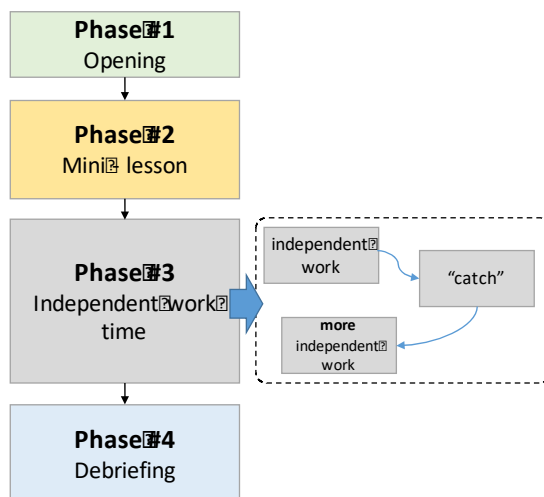 Phase #1
Opening
Phase #2
Mini - lesson
Phase #3
Independent work
time
independent
work
“catch”
more
independent
work
Phase #4
Debriefing